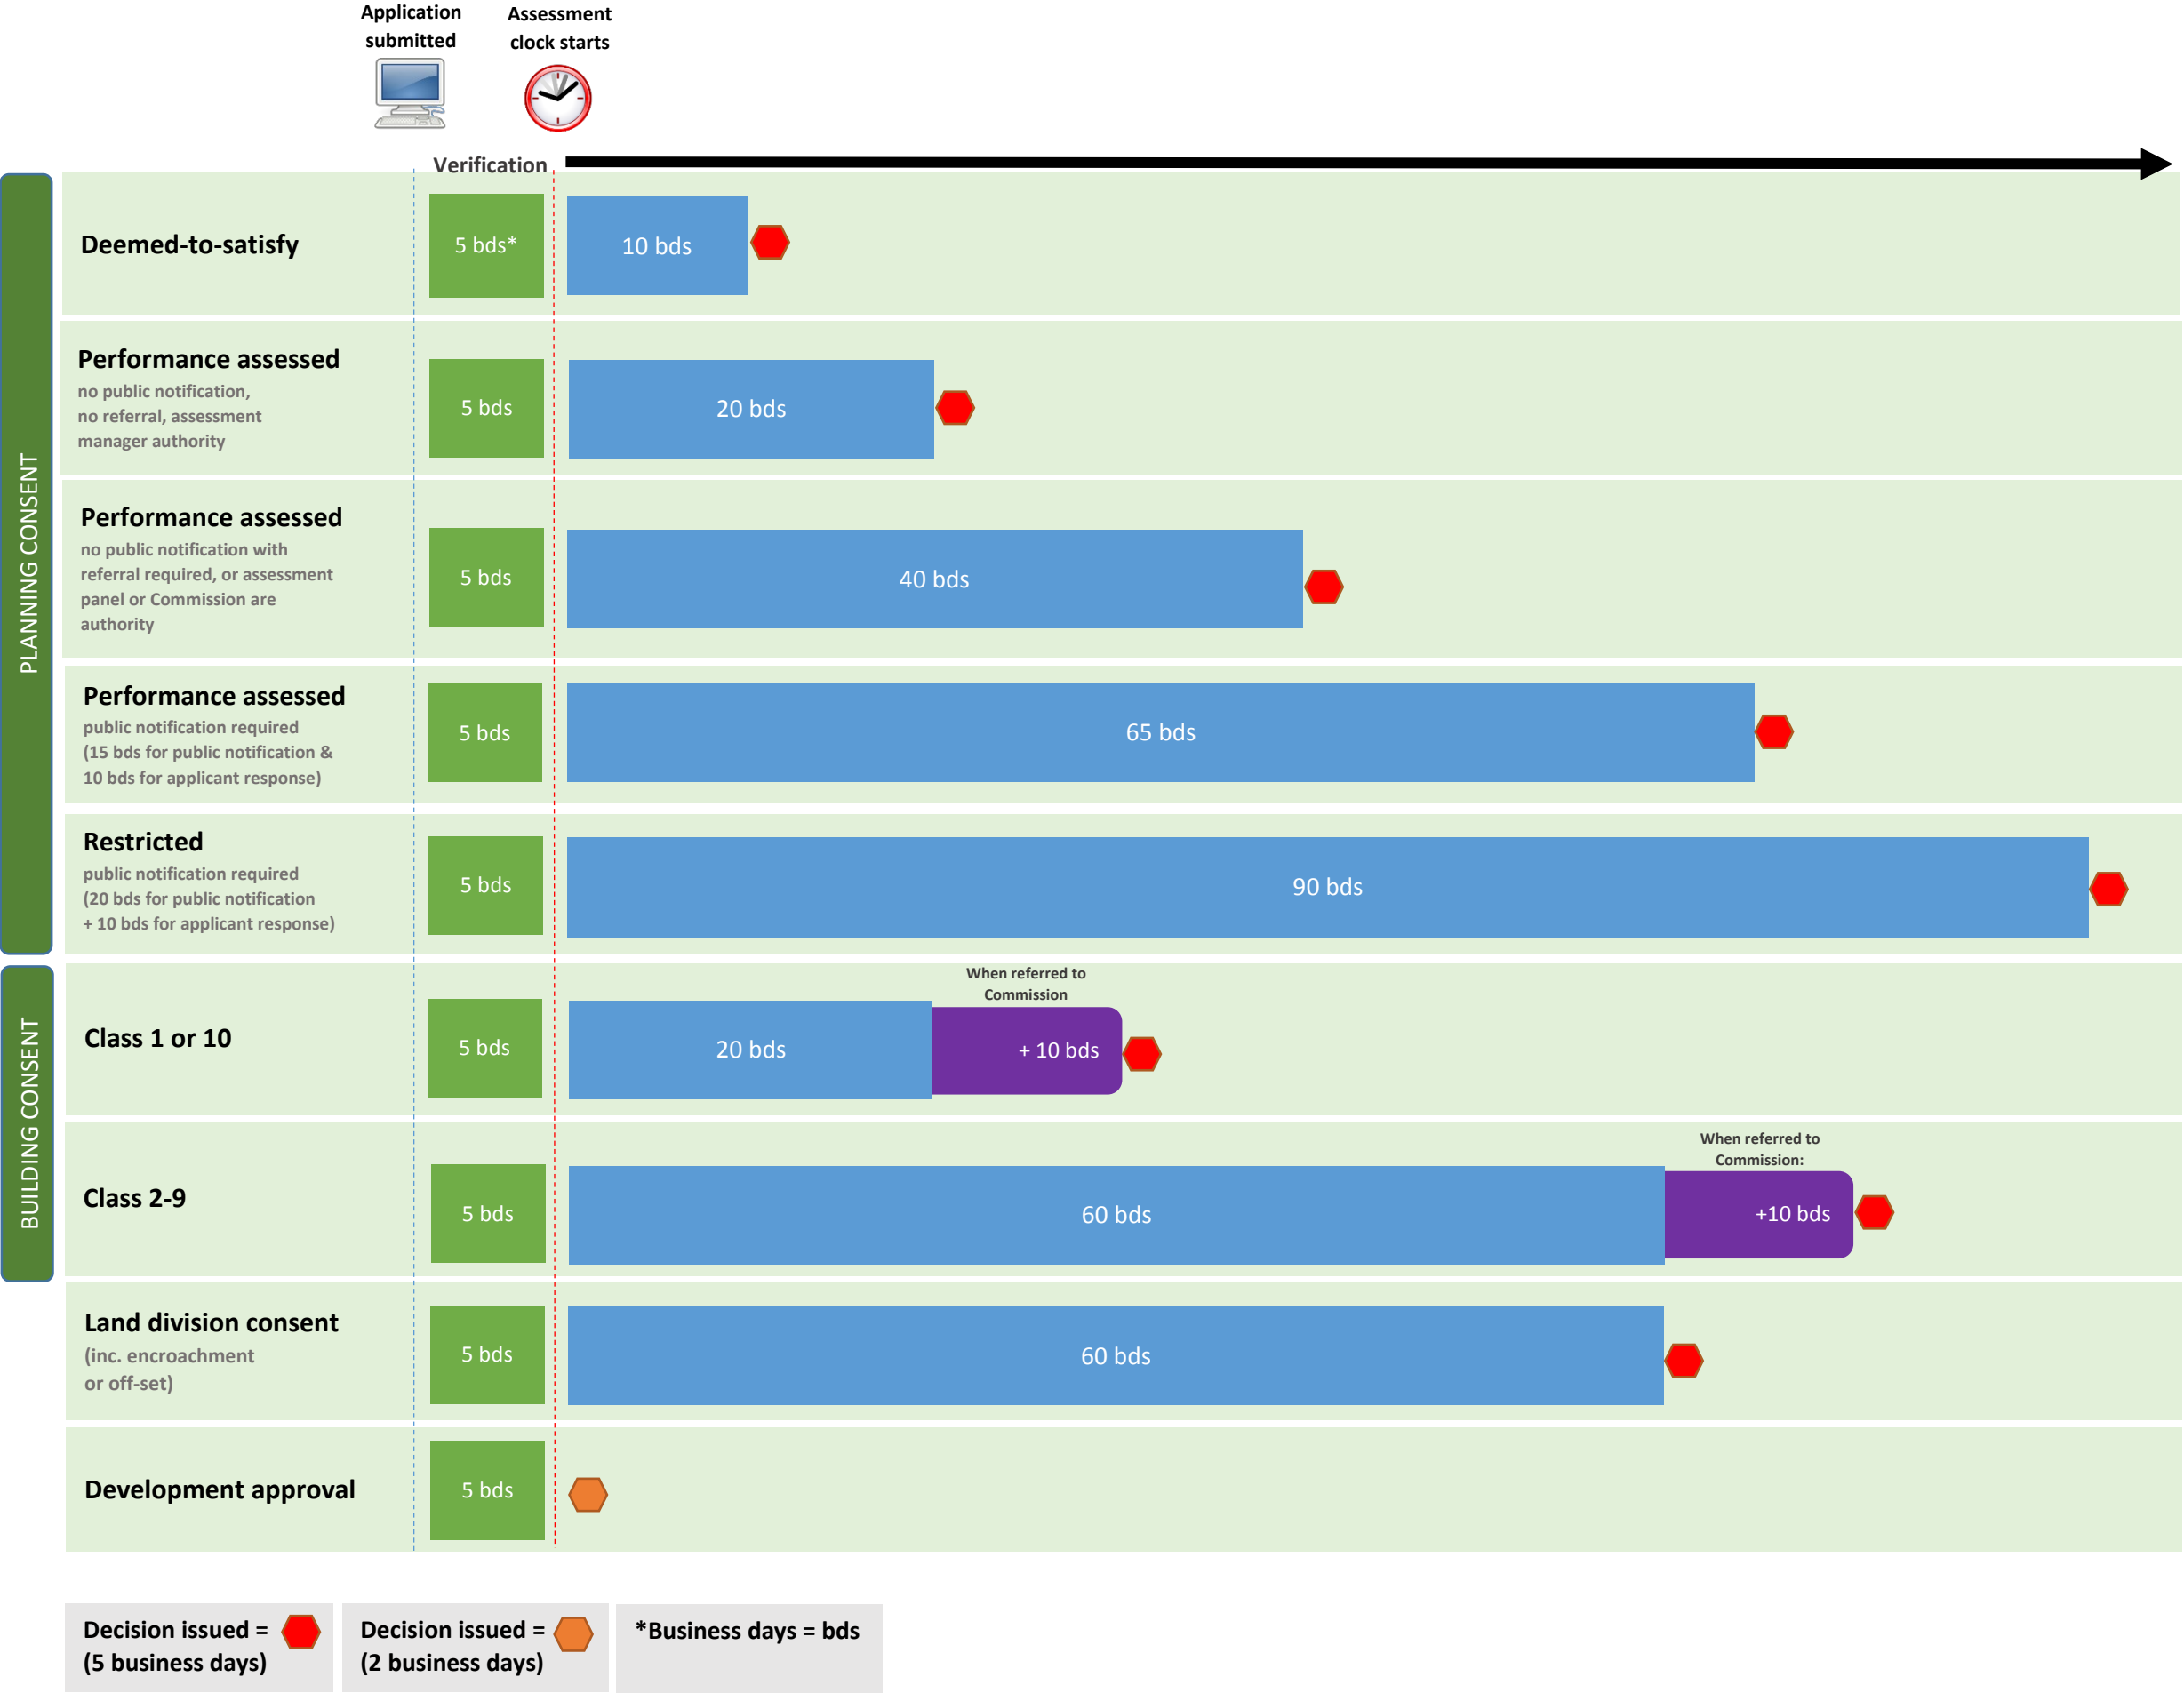 Application
submitted
Assessment
clock starts
Verification
PLANNING CONSENT
Deemed-to-satisfy
5 bds*
10 bds
Performance assessed
no public notification,
no referral, assessment
manager authority
5 bds
20 bds
Performance assessed
no public notification with
referral required, or assessment
panel or Commission are
authority
5 bds
40 bds
Performance assessed
public notification required
(15 bds for public notification &
10 bds for applicant response)
5 bds
65 bds
Restricted
public notification required
(20 bds for public notification
+ 10 bds for applicant response)
5 bds
90 bds
BUILDING CONSENT
Class 1 or 10
5 bds
20 bds
When referred to
Commission
+ 10 bds
Class 2-9
5 bds
60 bds
When referred to
Commission:
+10 bds
Land division consent
(inc. encroachment
or off-set)
5 bds
60 bds
Development approval
5 bds
Decision issued =
(5 business days)
Decision issued =
(2 business days)
*Business days = bds